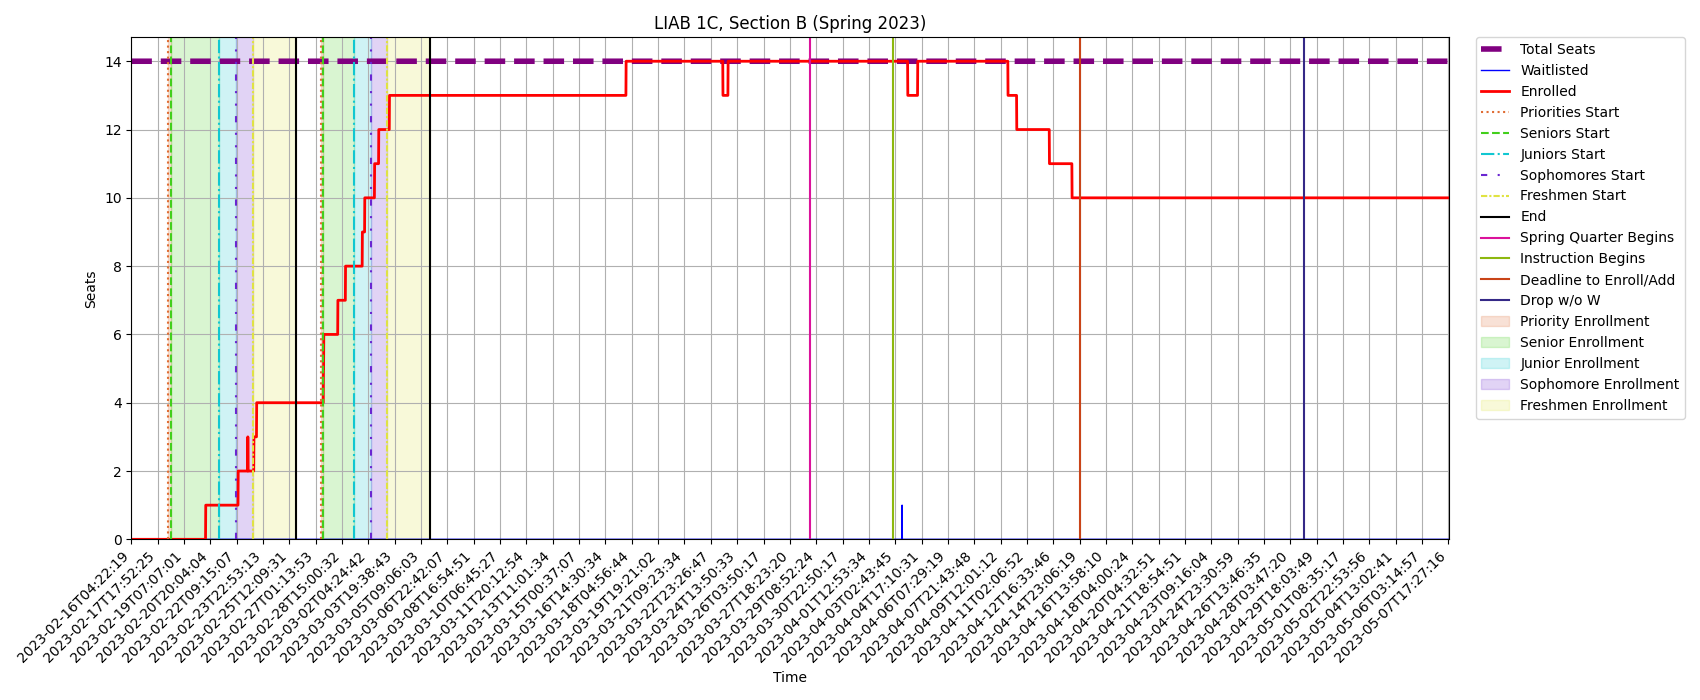 LIAB 1C, Section B (Spring 2023)
Total Seats
Waitlisted
Enrolled
Priorities Start
Seniors Start
Juniors Start
Sophomores Start
Freshmen Start
End
Spring Quarter Begins
Instruction Begins
Deadline to Enroll/Add
Drop w/o W
Priority Enrollment
Senior Enrollment
Junior Enrollment
Sophomore Enrollment
Freshmen Enrollment
Seats
14
12
10
8
6
4
2
0
2023-02-16T04:22:19
2023-02-17T17:52:25
2023-02-19T07:07:01
2023-02-20T20:04:04
2023-02-22T09:15:07
2023-02-23T22:53:13
2023-02-25T12:09:31
2023-02-27T01:13:53
2023-02-28T15:00:32
2023-03-02T04:24:42
2023-03-03T19:38:43
2023-03-05T09:06:03
2023-03-06T22:42:07
2023-03-08T16:54:51
2023-03-10T06:45:27
2023-03-11T20:12:54
2023-03-13T11:01:34
2023-03-15T00:37:07
2023-03-16T14:30:34
2023-03-18T04:56:44
2023-03-19T19:21:02
2023-03-21T09:23:34
2023-03-22T23:26:47
2023-03-24T13:50:33
2023-03-26T03:50:17
2023-03-27T18:23:20
2023-03-29T08:52:24
2023-03-30T22:50:17
2023-04-01T12:53:34
2023-04-03T02:43:45
2023-04-04T17:10:31
2023-04-06T07:29:19
2023-04-07T21:43:48
2023-04-09T12:01:12
2023-04-11T02:06:52
2023-04-12T16:33:46
2023-04-14T23:06:19
2023-04-16T13:58:10
2023-04-18T04:00:24
2023-04-20T04:32:51
2023-04-21T18:54:51
2023-04-23T09:16:04
2023-04-24T23:30:59
2023-04-26T13:46:35
2023-04-28T03:47:20
2023-04-29T18:03:49
2023-05-01T08:35:17
2023-05-02T22:53:56
2023-05-04T13:02:41
2023-05-06T03:14:57
2023-05-07T17:27:16
Time